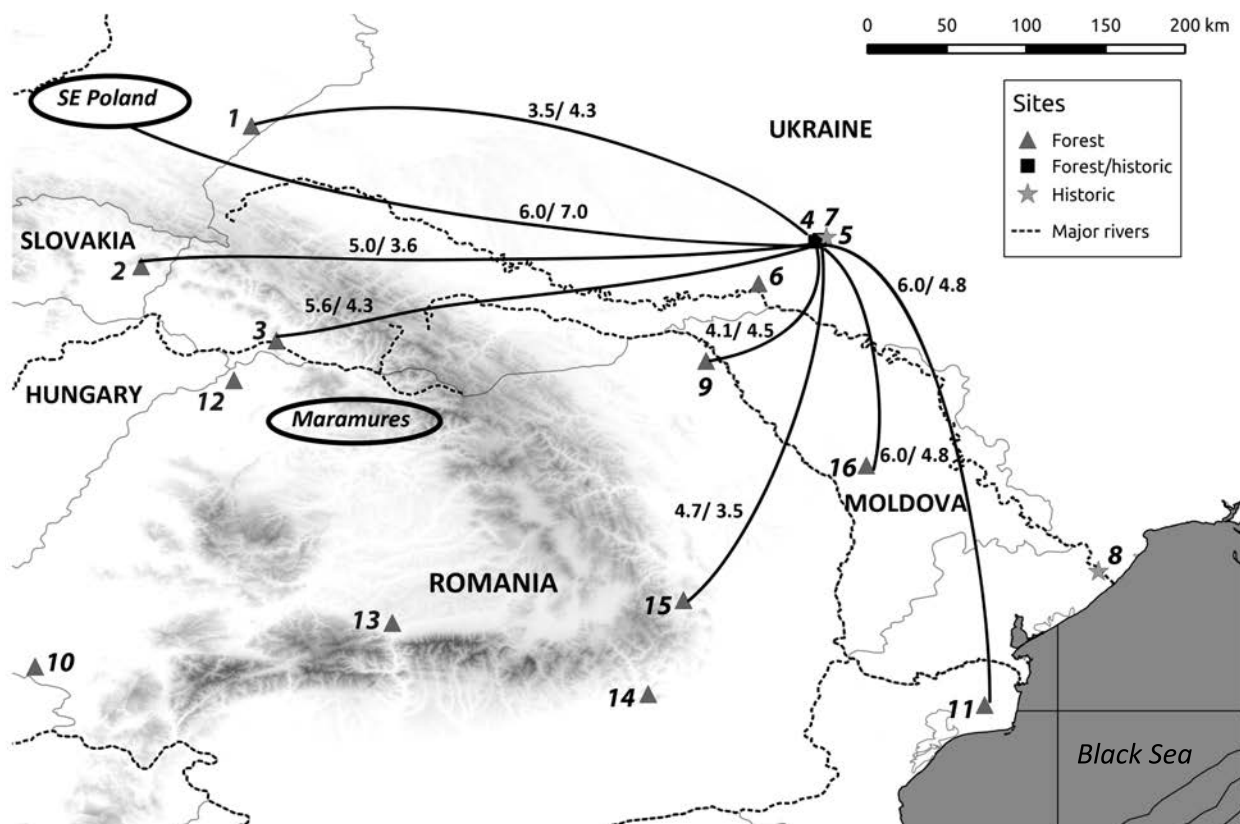 0 50 100 150 200 km
SE Poland
Sites
Forest
Forest/historic
Historic
Major rivers
1
3.5/ 4.3
UKRAINE
6.0/ 7.0
4 7
5
SLOVAKIA
5.0/ 3.6
2
6
6.0/ 4.8
5.6/ 4.3
3
4.1/ 4.5
9
HUNGARY
12
Maramures
16
6.0/ 4.8
MOLDOVA
4.7/ 3.5
8
ROMANIA
15
13
10
14
11
Black Sea